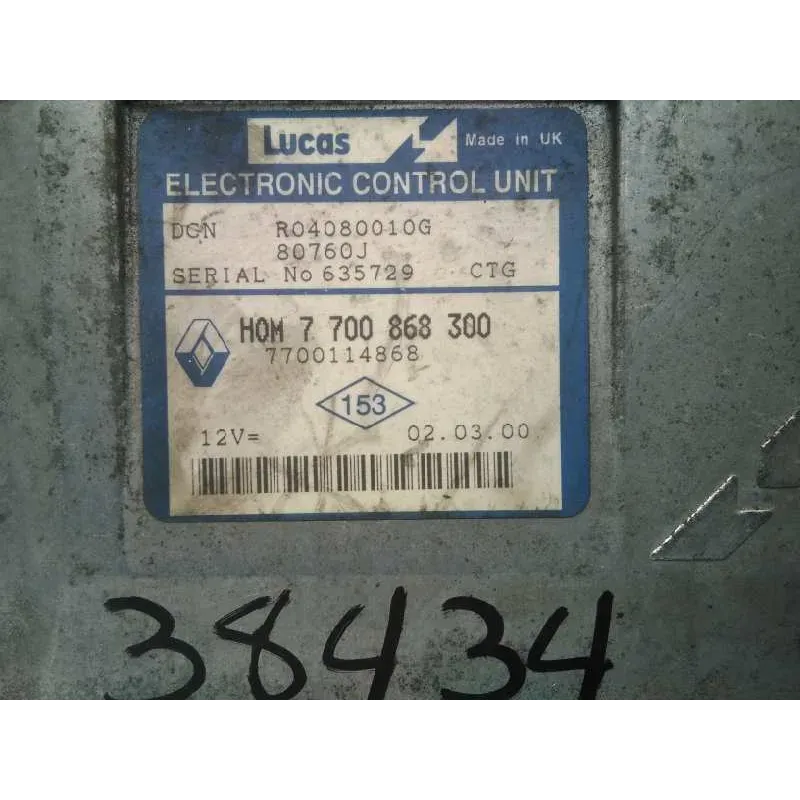 Lucas Made in UK
ELECTRONIC CONTROL UNIT
DCN R04080010G
80760J
SERIAL No 635729 CTG
HOM 7 700 868 300
7700114868
153
12V= 02.03.00
38434